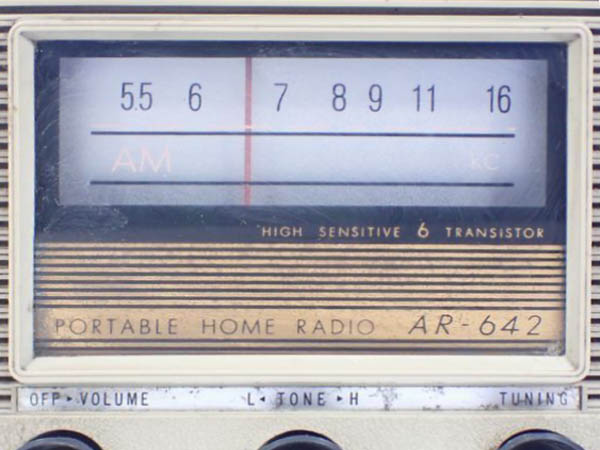 55 6 7 8 9 11 16
AM KC
HIGH SENSITIVE 6 TRANSISTOR
PORTABLE HOME RADIO AR-642
OFF ▸ VOLUME L ◂ TONE ▸ H TUNING